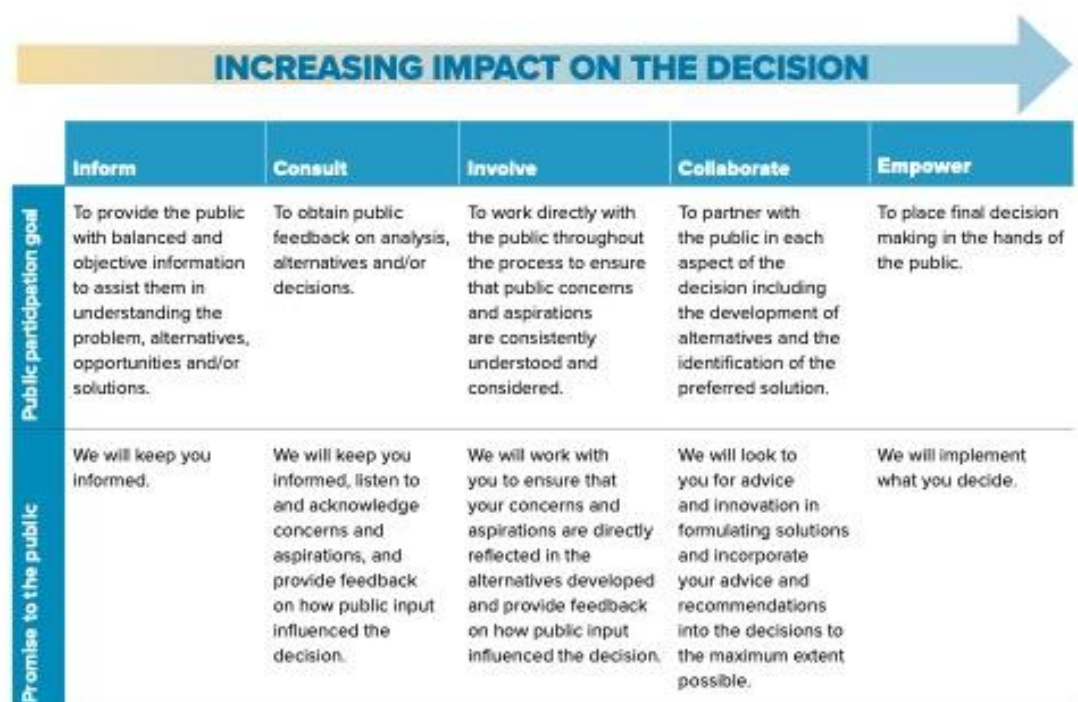 INCREASING IMPACT ON THE DECISION
Inform
Consult
Involve
Collaborate
Empower
Public participation goal
To provide the public
with balanced and
objective information
to assist them in
understanding the
problem, alternatives,
opportunities and/or
solutions.
To obtain public
feedback on analysis,
alternatives and/or
decisions.
To work directly with
the public throughout
the process to ensure
that public concerns
and aspirations
are consistently
understood and
considered.
To partner with
the public in each
aspect of the
decision including
the development of
alternatives and the
identification of the
preferred solution.
To place final decision
making in the hands of
the public.
Promise to the public
We will keep you
informed.
We will keep you
informed, listen to
and acknowledge
concerns and
aspirations, and
provide feedback
on how public input
influenced the
decision.
We will work with
you to ensure that
your concerns and
aspirations are directly
reflected in the
alternatives developed
and provide feedback
on how public input
influenced the decision.
We will look to
you for advice
and innovation in
formulating solutions
and incorporate
your advice and
recommendations
into the decisions to
the maximum extent
possible.
We will implement
what you decide.